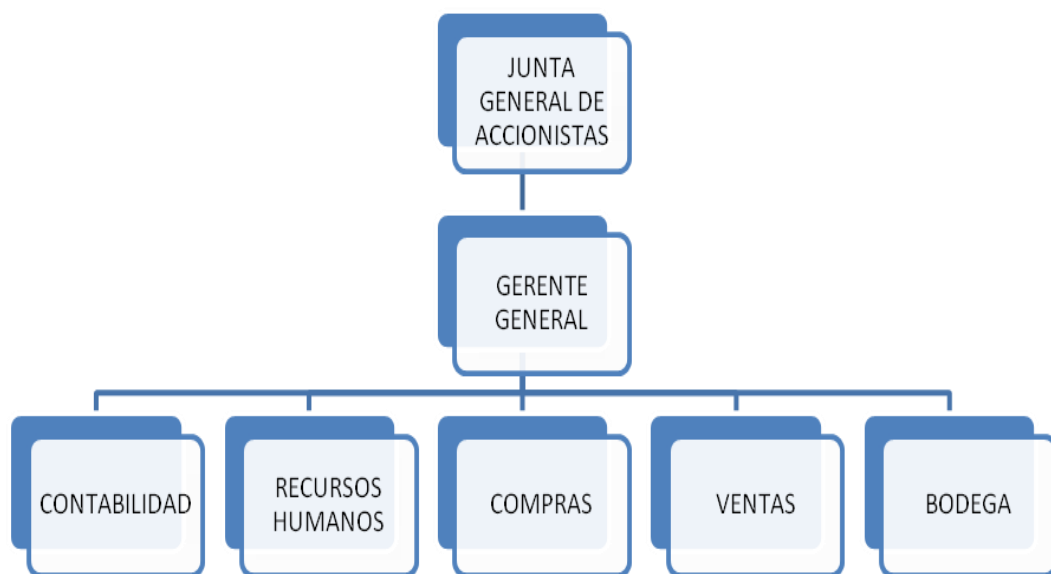 JUNTA
GENERAL DE
ACCIONISTAS
GERENTE
GENERAL
CONTABILIDAD
RECURSOS
HUMANOS
COMPRAS
VENTAS
BODEGA